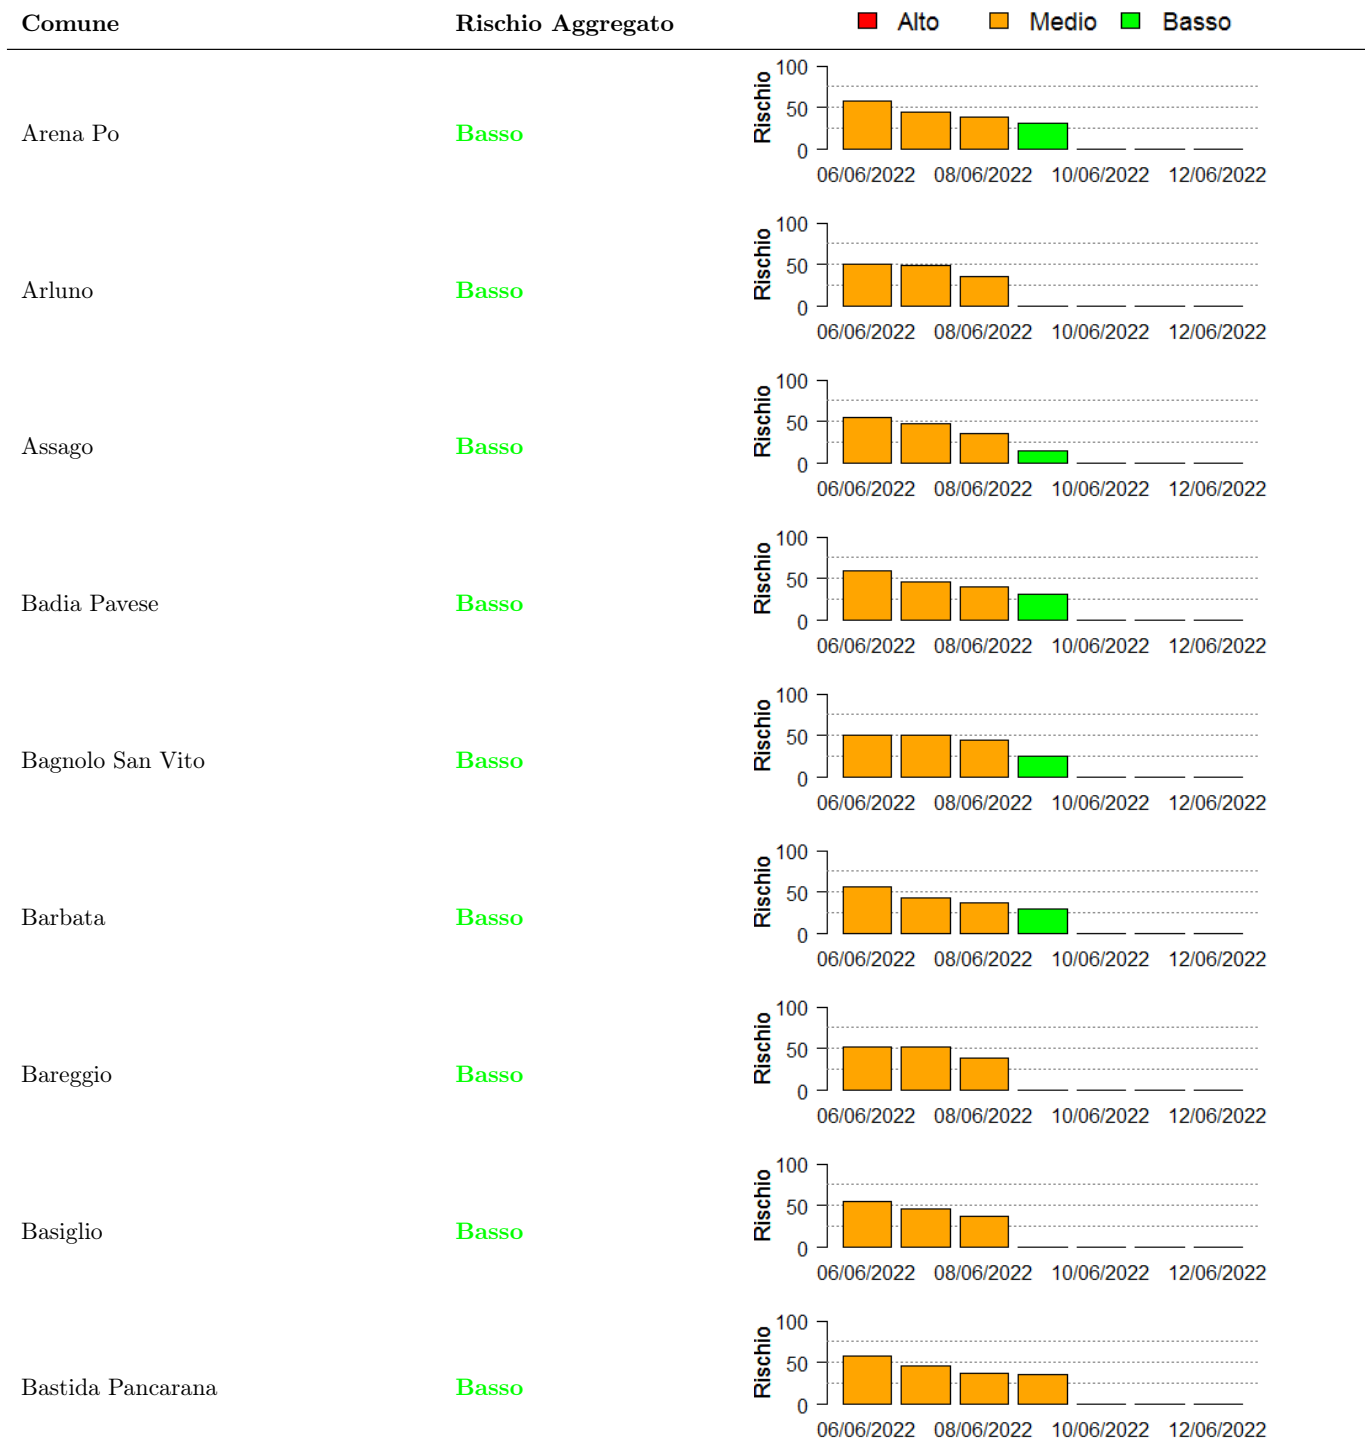 Comune Rischio Aggregato Alto Medio Basso
100
50
0
Rischio
Arena Po Basso
06/06/2022 08/06/2022 10/06/2022 12/06/2022
100
50
0
Rischio
Arluno Basso
06/06/2022 08/06/2022 10/06/2022 12/06/2022
100
50
0
Rischio
Assago Basso
06/06/2022 08/06/2022 10/06/2022 12/06/2022
100
50
0
Rischio
Badia Pavese Basso
06/06/2022 08/06/2022 10/06/2022 12/06/2022
100
50
0
Rischio
Bagnolo San Vito Basso
06/06/2022 08/06/2022 10/06/2022 12/06/2022
100
50
0
Rischio
Barbata Basso
06/06/2022 08/06/2022 10/06/2022 12/06/2022
100
50
0
Rischio
Bareggio Basso
06/06/2022 08/06/2022 10/06/2022 12/06/2022
100
50
0
Rischio
Basiglio Basso
06/06/2022 08/06/2022 10/06/2022 12/06/2022
100
50
0
Rischio
Bastida Pancarana Basso
06/06/2022 08/06/2022 10/06/2022 12/06/2022